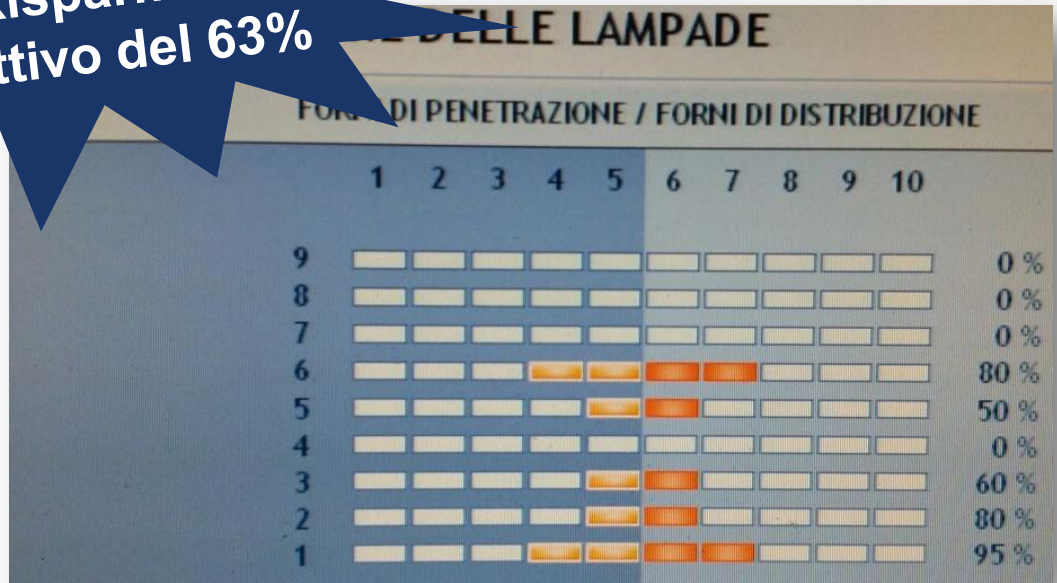 ttivo del 63%
DELLE LAMPADE
DI PENETRAZIONE / FORNI DI DISTRIBUZIONE
1 2 3 4 5 6 7 8 9 10
9 0 %
8 0 %
7 0 %
6 80 %
5 50 %
4 0 %
3 60 %
2 80 %
1 95 %